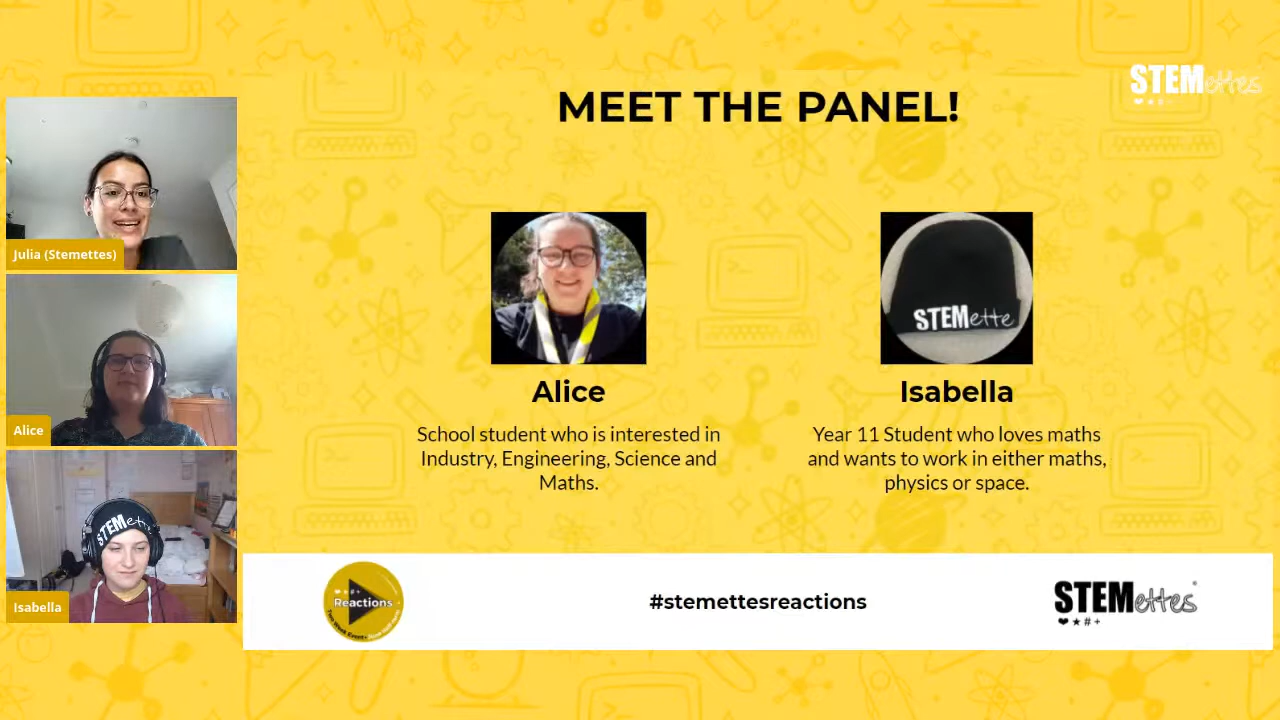 STEMettes
MEET THE PANEL!
Julia (Stemettes)
Alice
Isabella
STEMette
Alice
Isabella
School student who is interested in
Industry, Engineering, Science and
Maths.
Year 11 Student who loves maths
and wants to work in either maths,
physics or space.
STEMette
Reactions
#stemettesreactions
STEMettes